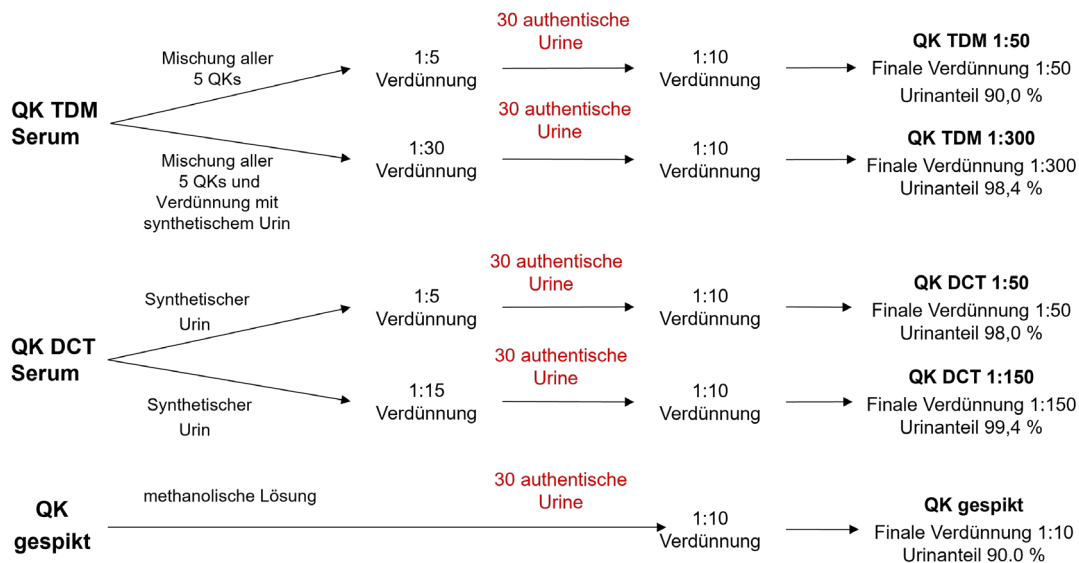 Mischung aller
5 QKs
1:5
Verdünnung
30 authentische
Urine
1:10
Verdünnung
QK TDM 1:50
Finale Verdünnung 1:50
Urinanteil 90,0 %
QK TDM
Serum
Mischung aller
5 QKs und
Verdünnung mit
synthetischem Urin
1:30
Verdünnung
30 authentische
Urine
1:10
Verdünnung
QK TDM 1:300
Finale Verdünnung 1:300
Urinanteil 98,4 %
QK DCT
Serum
Synthetischer
Urin
1:5
Verdünnung
30 authentische
Urine
1:10
Verdünnung
QK DCT 1:50
Finale Verdünnung 1:50
Urinanteil 98,0 %
Synthetischer
Urin
1:15
Verdünnung
30 authentische
Urine
1:10
Verdünnung
QK DCT 1:150
Finale Verdünnung 1:150
Urinanteil 99,4 %
QK
gespikt
methanolische Lösung
30 authentische
Urine
1:10
Verdünnung
QK gespikt
Finale Verdünnung 1:10
Urinanteil 90.0 %